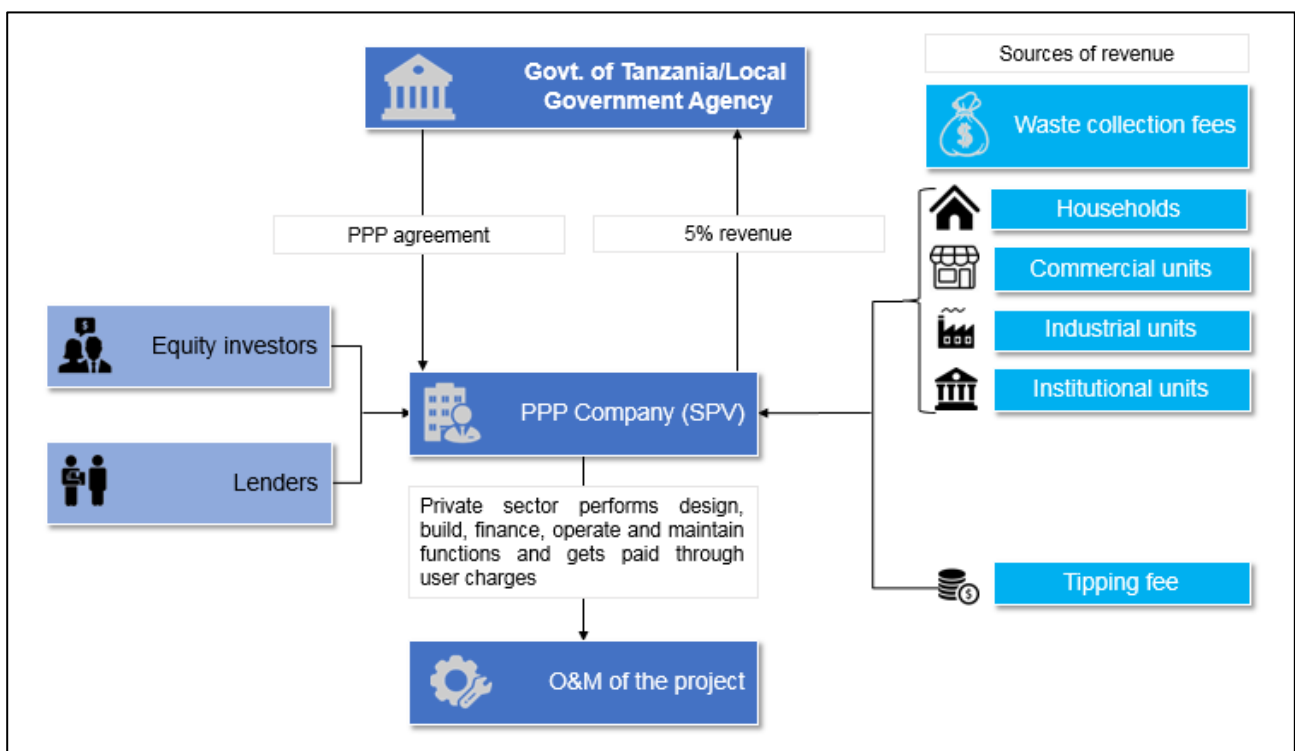 Govt. of Tanzania/Local
Government Agency
Sources of revenue
Waste collection fees
Households
Commercial units
Industrial units
Institutional units
Tipping fee
PPP agreement
5% revenue
Equity investors
Lenders
PPP Company (SPV)
Private sector performs design,
build, finance, operate and maintain
functions and gets paid through
user charges
O&M of the project